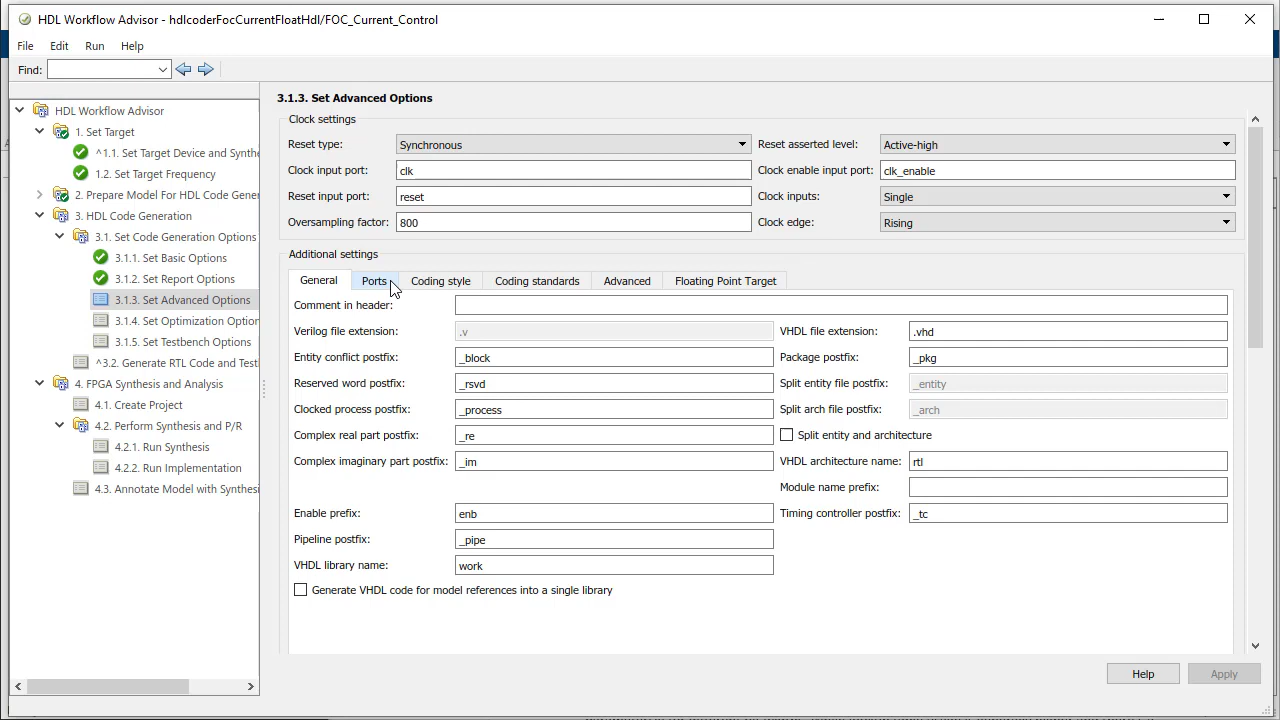 HDL Workflow Advisor - hdlcoderFocCurrentFloatHdl/FOC_Current_Control
File Edit Run Help
Find:
HDL Workflow Advisor
1. Set Target
^1.1. Set Target Device and Synthe
1.2. Set Target Frequency
2. Prepare Model For HDL Code Gener
3. HDL Code Generation
3.1. Set Code Generation Options
3.1.1. Set Basic Options
3.1.2. Set Report Options
3.1.3. Set Advanced Options
3.1.4. Set Optimization Option
3.1.5. Set Testbench Options
^3.2. Generate RTL Code and Test
4. FPGA Synthesis and Analysis
4.1. Create Project
4.2. Perform Synthesis and P/R
4.2.1. Run Synthesis
4.2.2. Run Implementation
4.3. Annotate Model with Synthesi
3.1.3. Set Advanced Options
Clock settings
Reset type: Synchronous Reset asserted level: Active-high
Clock input port: clk Clock enable input port: clk_enable
Reset input port: reset Clock inputs: Single
Oversampling factor: 800 Clock edge: Rising
Additional settings
General Ports Coding style Coding standards Advanced Floating Point Target
Comment in header:
Verilog file extension: .v VHDL file extension: .vhd
Entity conflict postfix: _block Package postfix: _pkg
Reserved word postfix: _rsvd Split entity file postfix: _entity
Clocked process postfix: _process Split arch file postfix: _arch
Complex real part postfix: _re Split entity and architecture
Complex imaginary part postfix: _im VHDL architecture name: rtl
Module name prefix:
Enable prefix: enb Timing controller postfix: _tc
Pipeline postfix: _pipe
VHDL library name: work
Generate VHDL code for model references into a single library
Help Apply